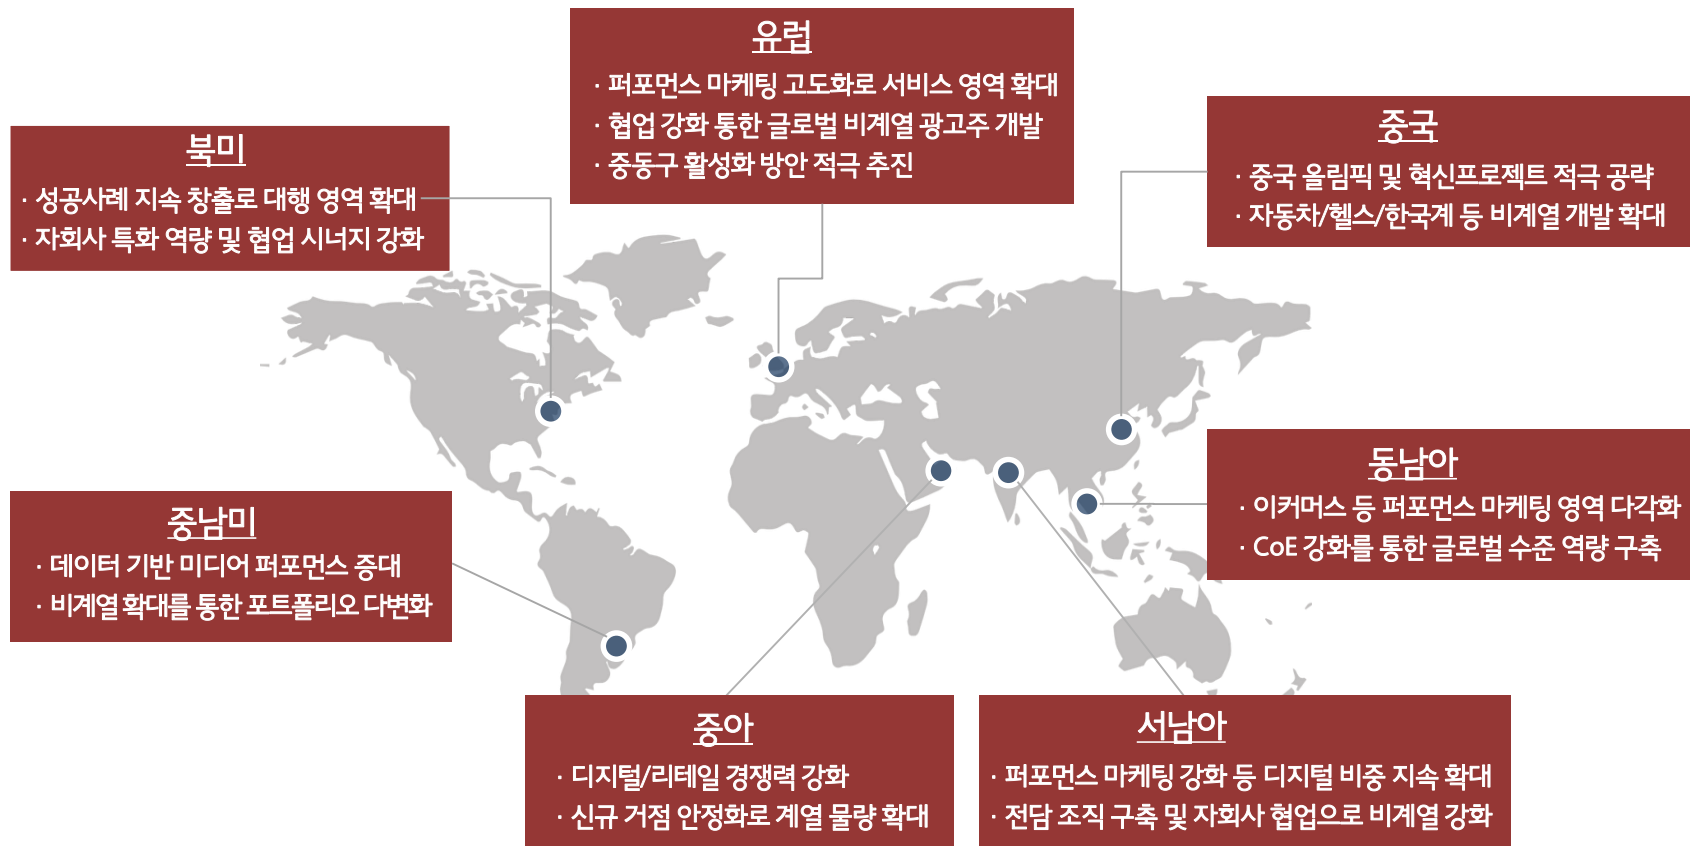 유럽
· 퍼포먼스 마케팅 고도화로 서비스 영역 확대
· 협업 강화 통한 글로벌 비계열 광고주 개발
· 중동구 활성화 방안 적극 추진
북미
· 성공사례 지속 창출로 대행 영역 확대
· 자회사 특화 역량 및 협업 시너지 강화
중국
· 중국 올림픽 및 혁신프로젝트 적극 공략
· 자동차/헬스/한국계 등 비계열 개발 확대
동남아
· 이커머스 등 퍼포먼스 마케팅 영역 다각화
· CoE 강화를 통한 글로벌 수준 역량 구축
중남미
· 데이터 기반 미디어 퍼포먼스 증대
· 비계열 확대를 통한 포트폴리오 다변화
중아
· 디지털/리테일 경쟁력 강화
· 신규 거점 안정화로 계열 물량 확대
서남아
· 퍼포먼스 마케팅 강화 등 디지털 비중 지속 확대
· 전담 조직 구축 및 자회사 협업으로 비계열 강화